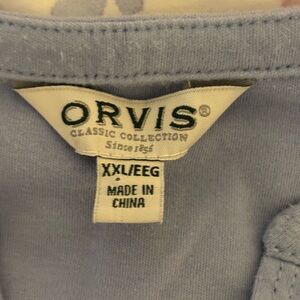 ORVIS®
CLASSIC COLLECTION
Since 1856
XXL/EEG
MADE IN
CHINA